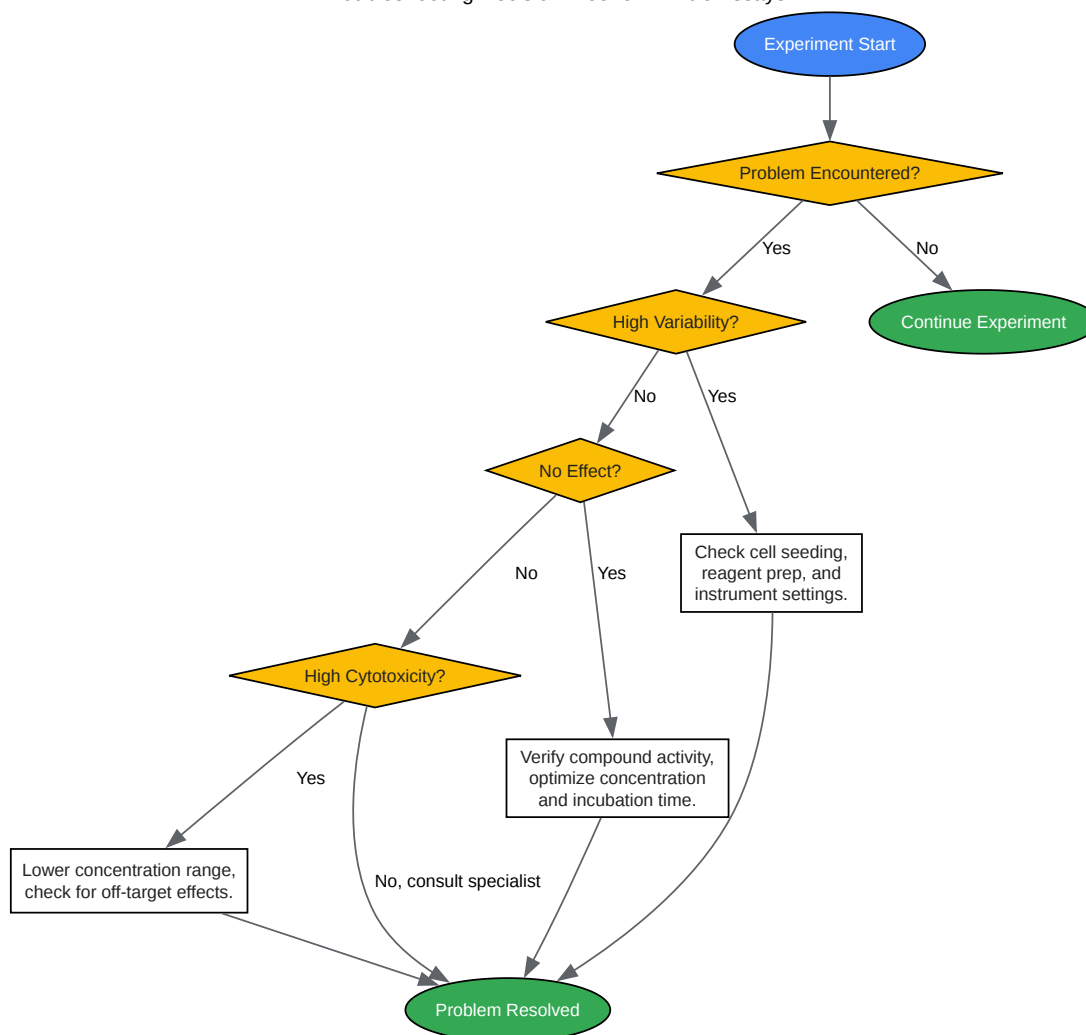 Experiment Start
Problem Encountered?
Yes
No
High Variability?
Continue Experiment
No
Yes
No Effect?
Check cell seeding,
reagent prep, and
instrument settings.
No
Yes
High Cytotoxicity?
Verify compound activity,
optimize concentration
and incubation time.
Yes
Lower concentration range,
check for off-target effects.
No, consult specialist
Problem Resolved